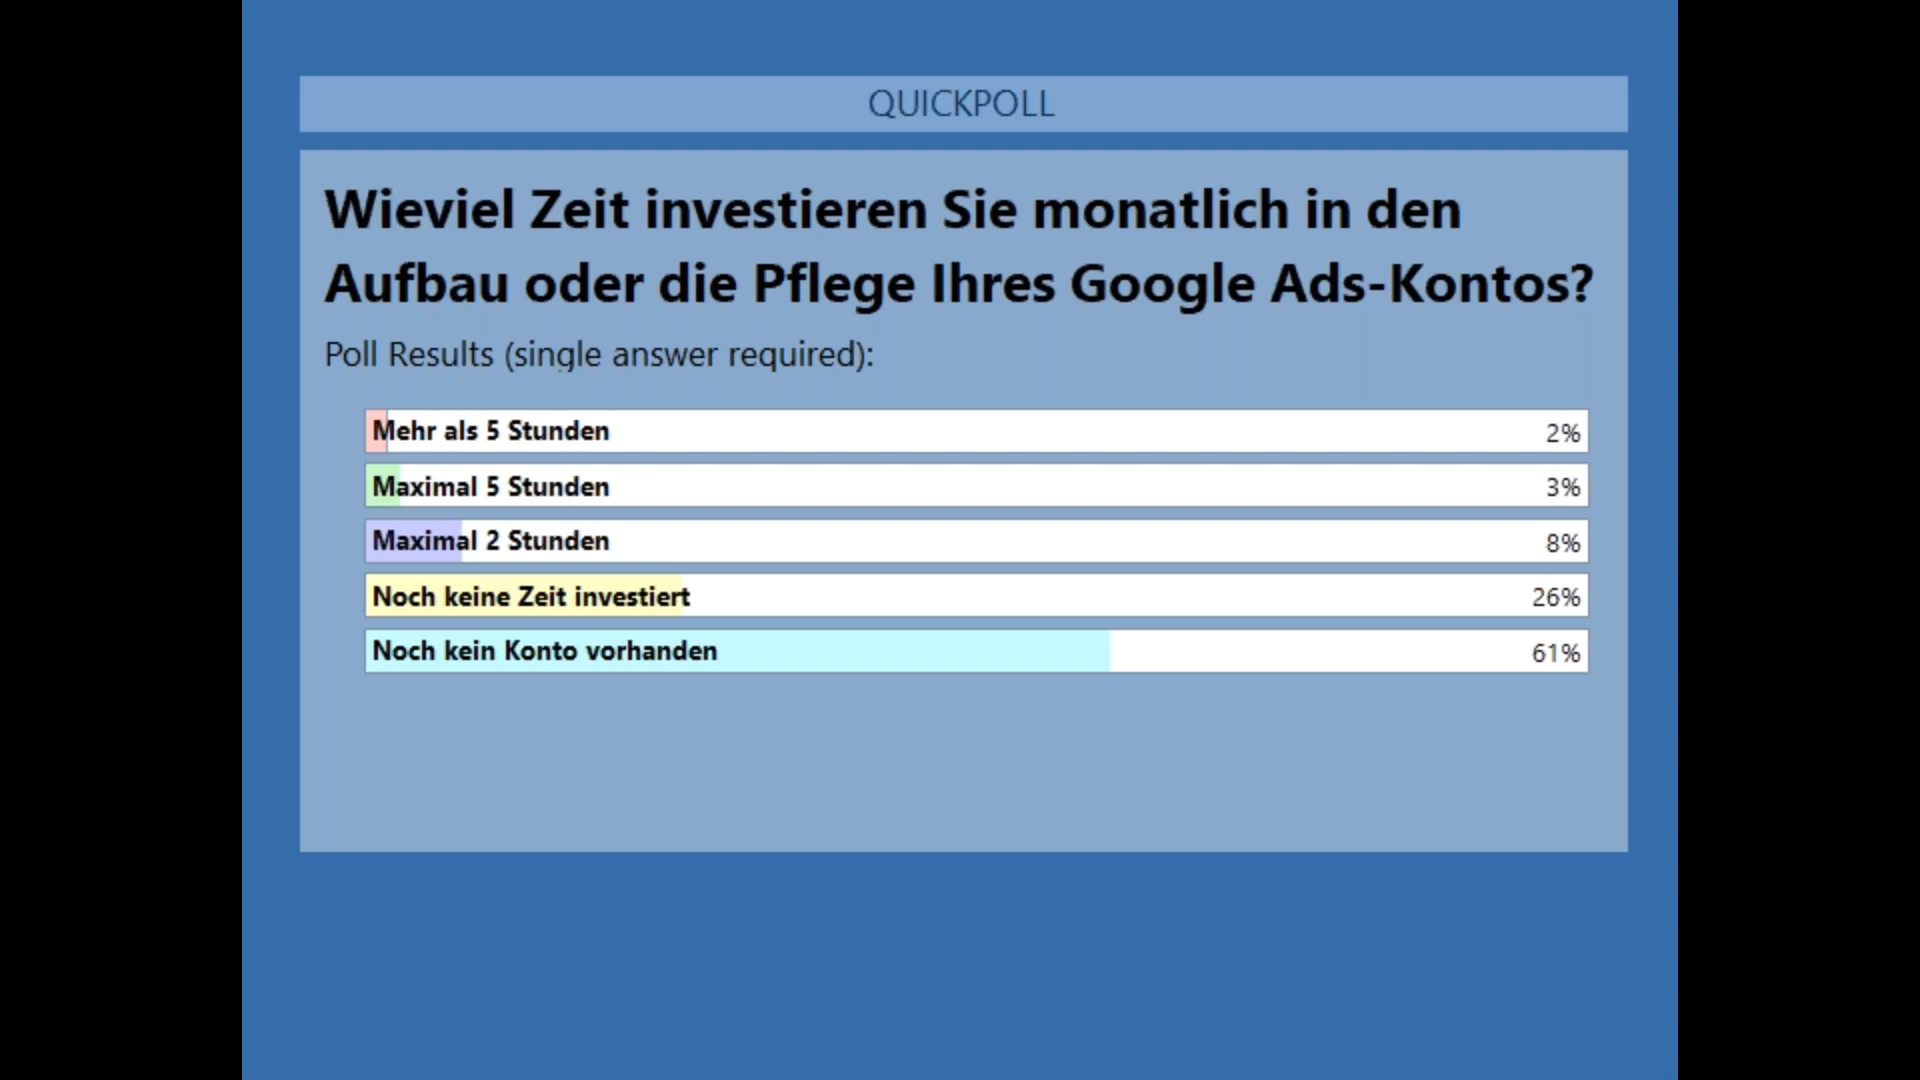 QUICKPOLL
Wieviel Zeit investieren Sie monatlich in den
Aufbau oder die Pflege Ihres Google Ads-Kontos?
Poll Results (single answer required):
Mehr als 5 Stunden 2%
Maximal 5 Stunden 3%
Maximal 2 Stunden 8%
Noch keine Zeit investiert 26%
Noch kein Konto vorhanden 61%